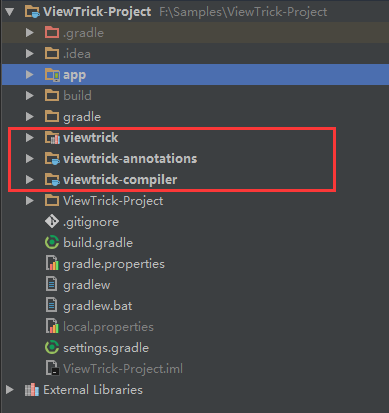 ViewTrick-Project F:\Samples\ViewTrick-Project
.gradle
.idea
app
build
gradle
viewtrick
viewtrick-annotations
viewtrick-compiler
ViewTrick-Project
.gitignore
build.gradle
gradle.properties
gradlew
gradlew.bat
local.properties
settings.gradle
ViewTrick-Project.iml
External Libraries